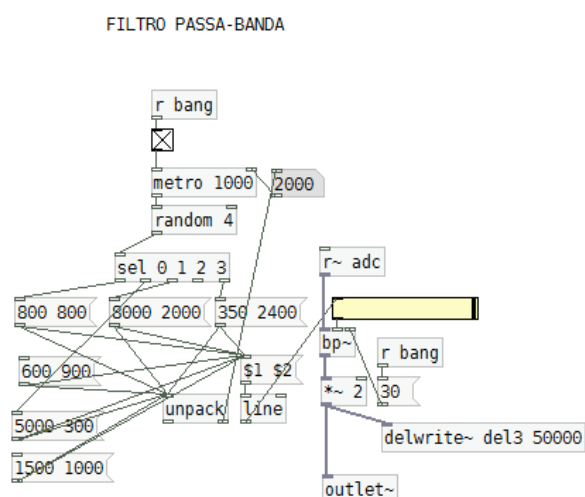 FILTRO PASSA-BANDA
r bang
metro 1000
2000
random 4
sel 0 1 2 3
r~ adc
800 800
8000 2000
350 2400
bp~
r bang
600 900
$1 $2
*~ 2
30
unpack
line
5000 300
delwrite~ del3 50000
1500 1000
outlet~